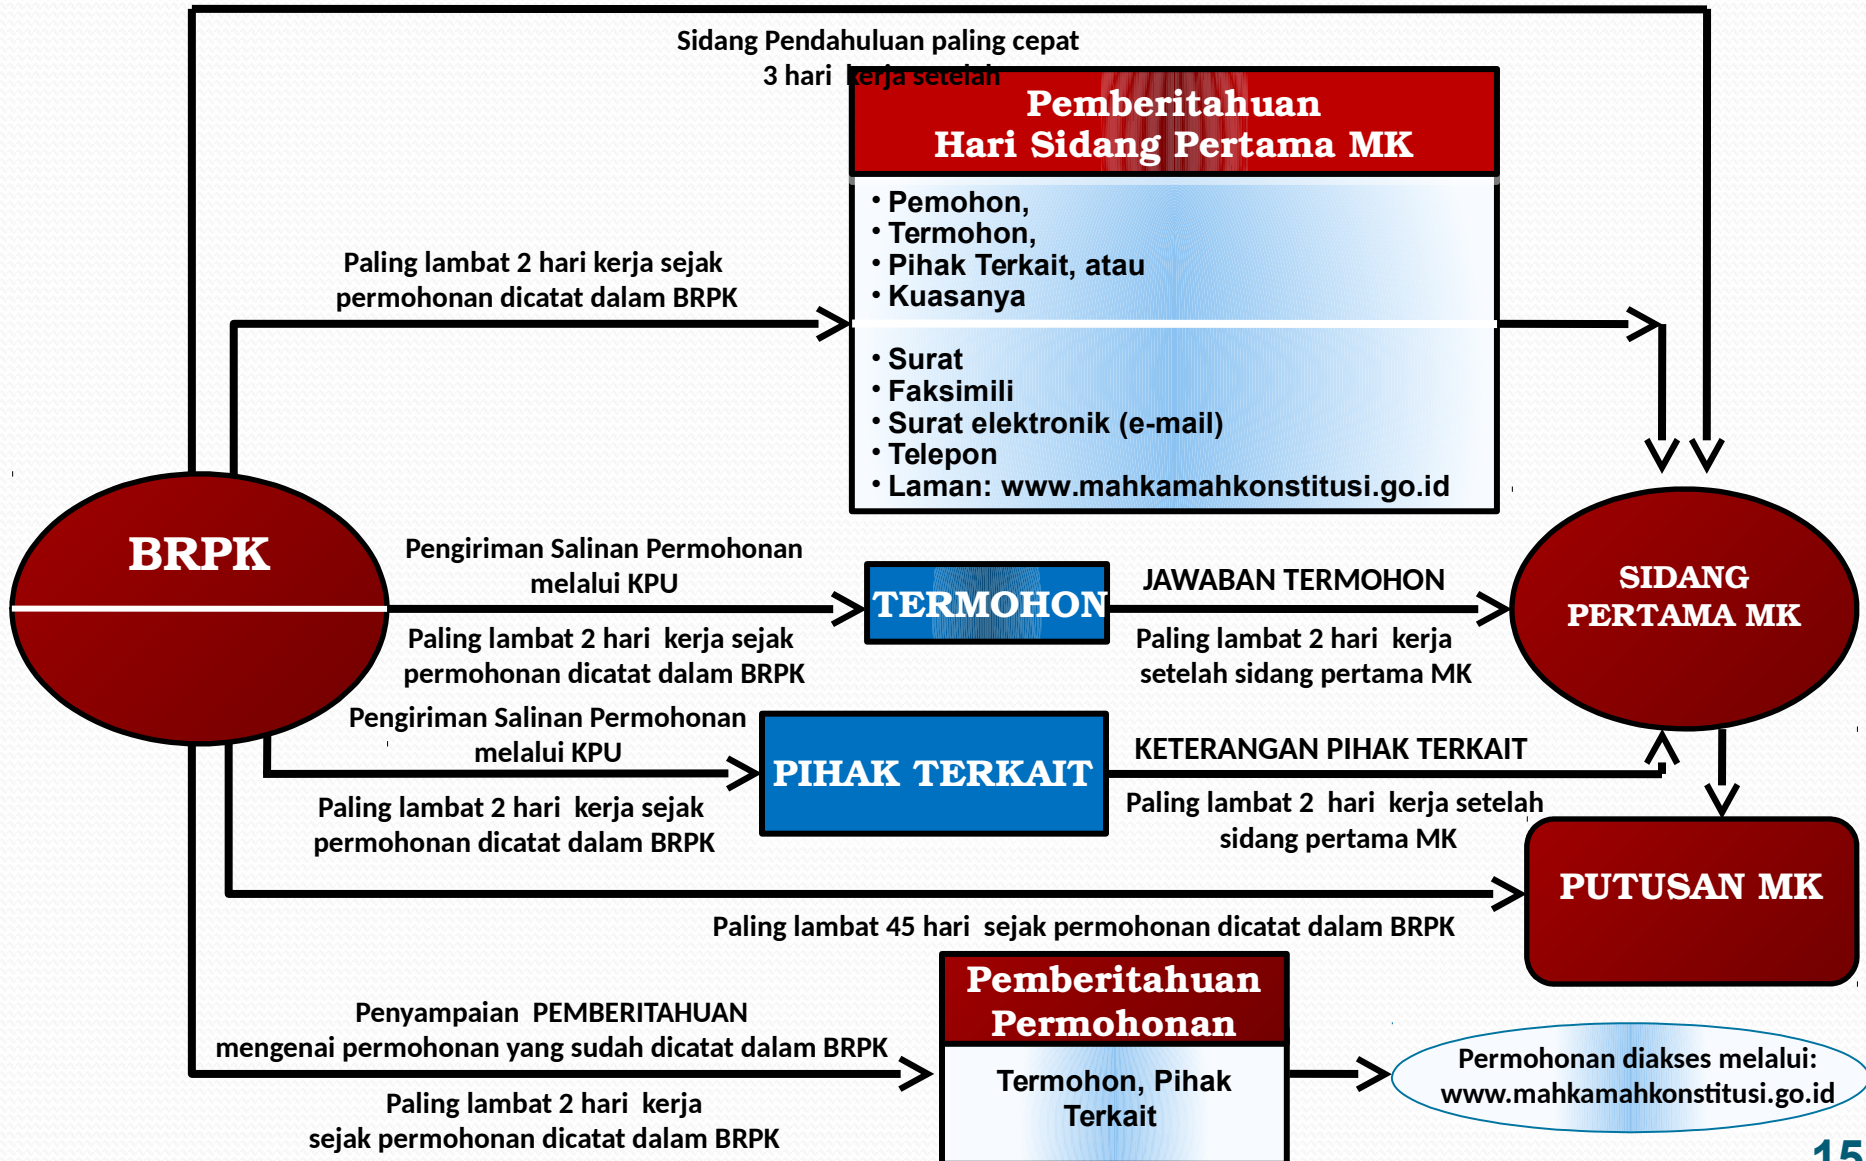 Sidang Pendahuluan paling cepat
3 hari kerja setelah
Pemberitahuan
Hari Sidang Pertama MK
• Pemohon,
• Termohon,
• Pihak Terkait, atau
• Kuasanya
Paling lambat 2 hari kerja sejak
permohonan dicatat dalam BRPK
• Surat
• Faksimili
• Surat elektronik (e-mail)
• Telepon
• Laman: www.mahkamahkonstitusi.go.id
BRPK
Pengiriman Salinan Permohonan
melalui KPU
Paling lambat 2 hari kerja sejak
permohonan dicatat dalam BRPK
TERMOHON
JAWABAN TERMOHON
Paling lambat 2 hari kerja
setelah sidang pertama MK
SIDANG
PERTAMA MK
Pengiriman Salinan Permohonan
melalui KPU
Paling lambat 2 hari kerja sejak
permohonan dicatat dalam BRPK
PIHAK TERKAIT
KETERANGAN PIHAK TERKAIT
Paling lambat 2 hari kerja setelah
sidang pertama MK
PUTUSAN MK
Paling lambat 45 hari sejak permohonan dicatat dalam BRPK
Penyampaian PEMBERITAHUAN
mengenai permohonan yang sudah dicatat dalam BRPK
Paling lambat 2 hari kerja
sejak permohonan dicatat dalam BRPK
Pemberitahuan
Permohonan
Termohon, Pihak
Terkait
Permohonan diakses melalui:
www.mahkamahkonstitusi.go.id
15